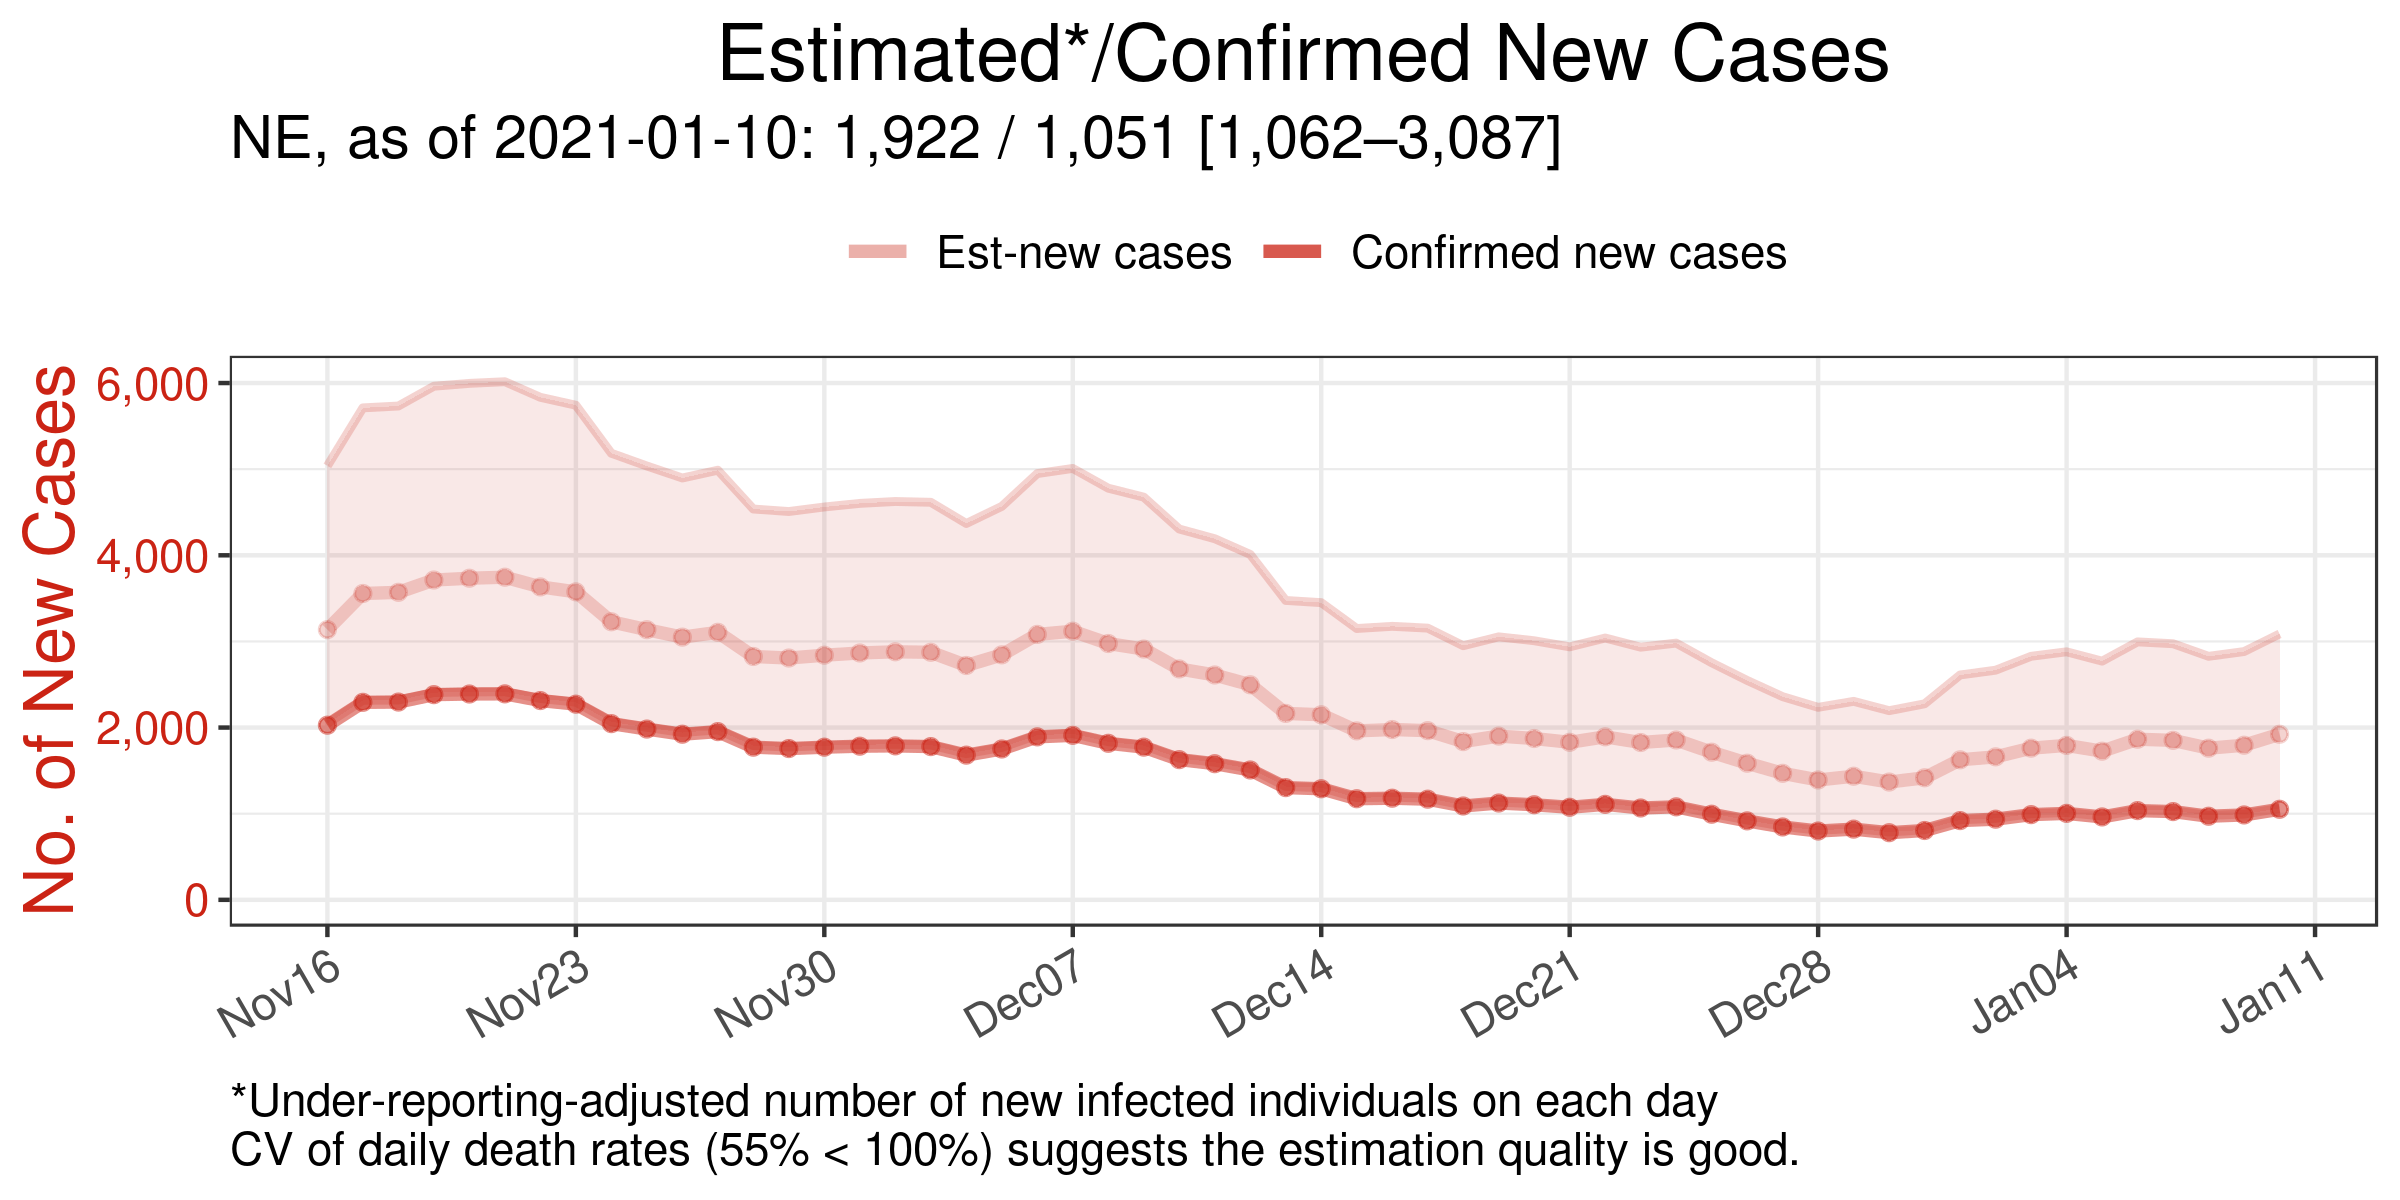 Estimated*/Confirmed New Cases
NE, as of 2021-01-10: 1,922 / 1,051 [1,062–3,087]
Est-new cases
Confirmed new cases
No. of New Cases
6,000
4,000
2,000
0
Nov16
Nov23
Nov30
Dec07
Dec14
Dec21
Dec28
Jan04
Jan11
*Under-reporting-adjusted number of new infected individuals on each day
CV of daily death rates (55% < 100%) suggests the estimation quality is good.